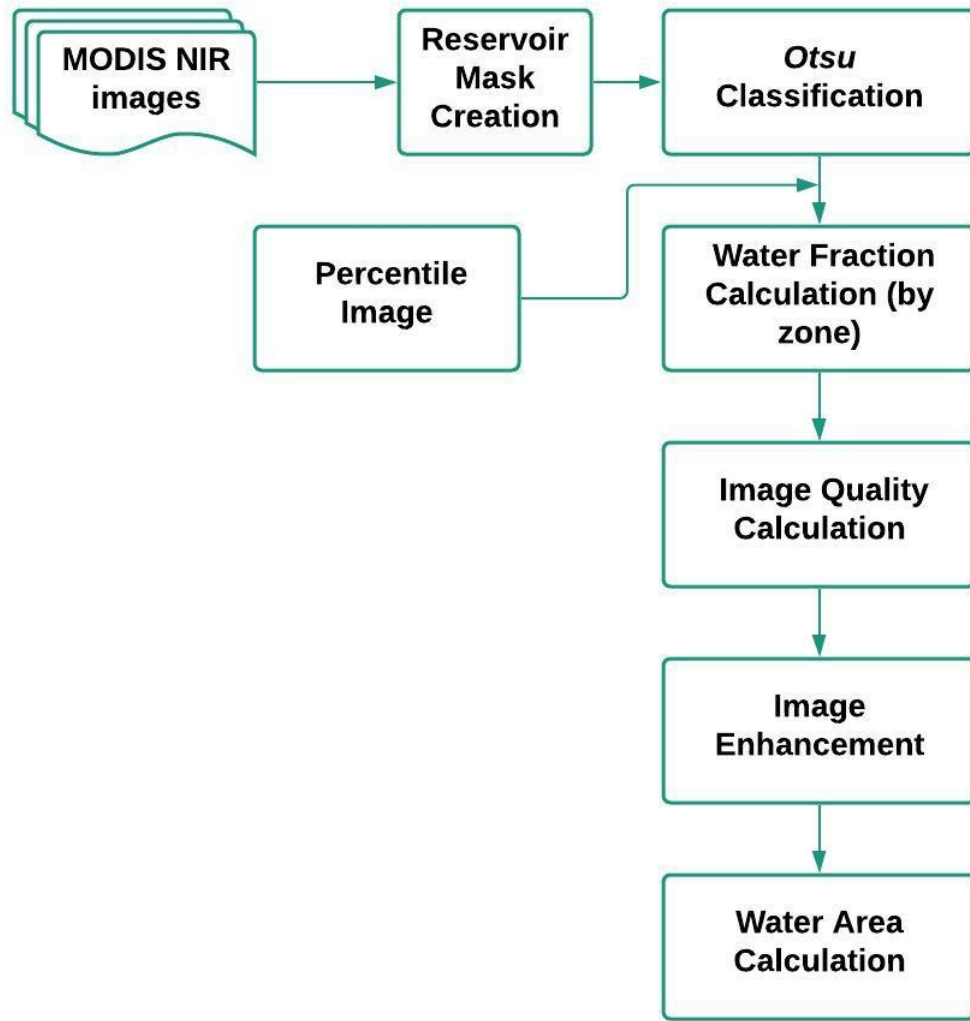 MODIS NIR
images
Reservoir
Mask
Creation
Otsu
Classification
Percentile
Image
Water Fraction
Calculation (by
zone)
Image Quality
Calculation
Image
Enhancement
Water Area
Calculation